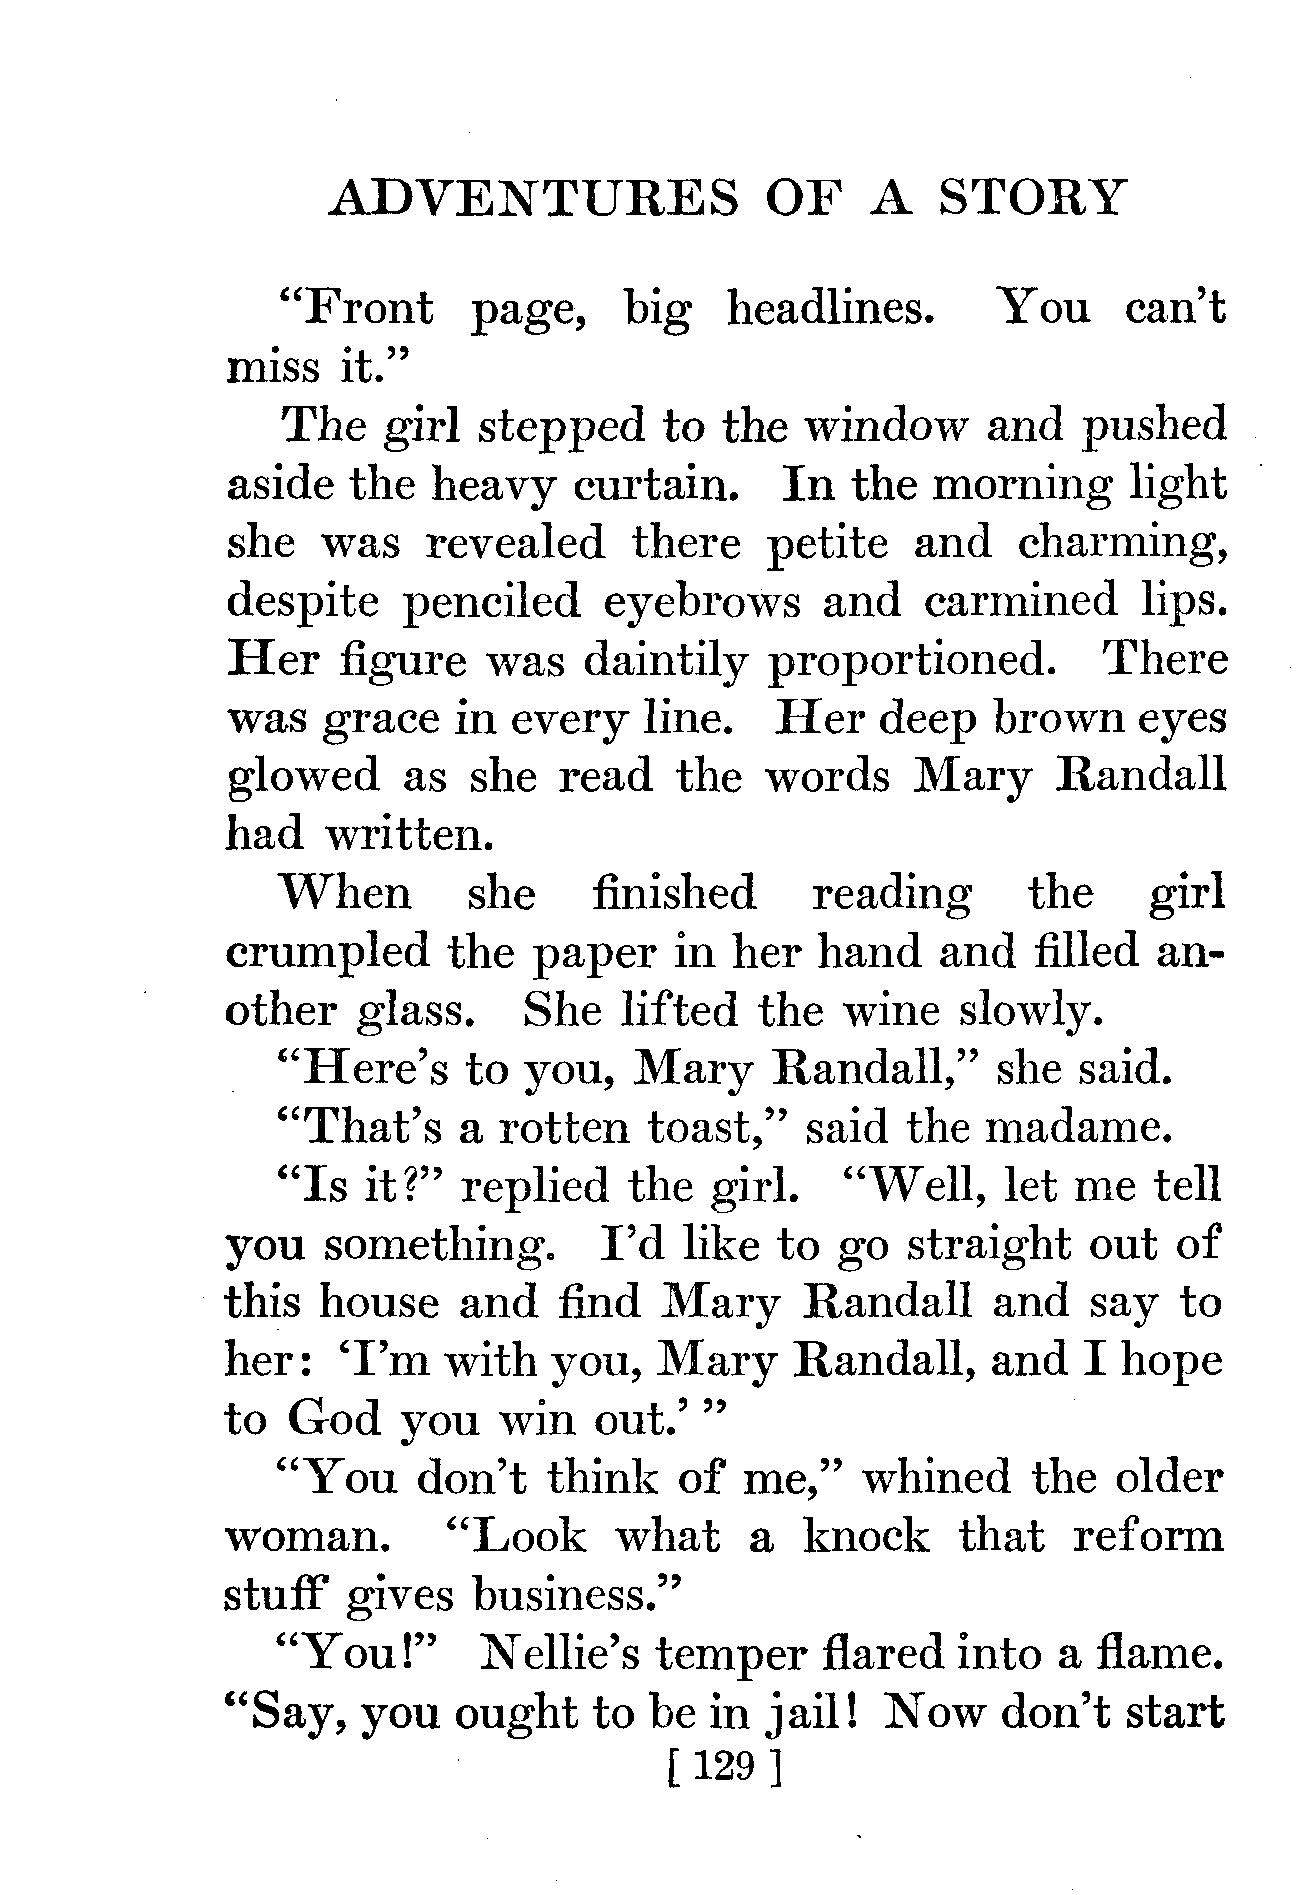 ADVENTURES OF A STORY
“Front page, big headlines. You can’t
miss it.”
The girl stepped to the window and pushed
aside the heavy curtain. In the morning light
she was revealed there petite and charming,
despite penciled eyebrows and carmined lips.
Her figure was daintily proportioned. There
was grace in every line. Her deep brown eyes
glowed as she read the words Mary Randall
had written.
When she finished reading the girl
crumpled the paper in her hand and filled an-
other glass. She lifted the wine slowly.
“Here’s to you, Mary Randall,” she said.
“That’s a rotten toast,” said the madame.
“Is it?” replied the girl. “Well, let me tell
you something. I’d like to go straight out of
this house and find Mary Randall and say to
her: ‘I’m with you, Mary Randall, and I hope
to God you win out.’ ”
“You don’t think of me,” whined the older
woman. “Look what a knock that reform
stuff gives business.”
“You!” Nellie’s temper flared into a flame.
“Say, you ought to be in jail! Now don’t start
[ 129 ]